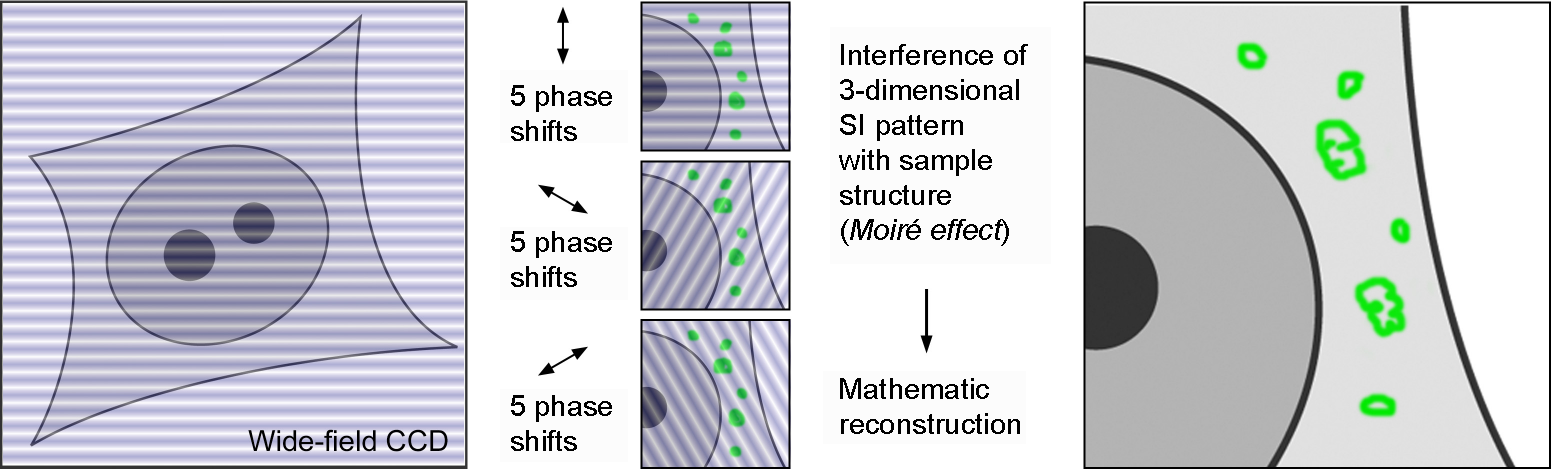 Wide-field CCD
5 phase
shifts
5 phase
shifts
5 phase
shifts
Interference of
3-dimensional
SI pattern
with sample
structure
(Moiré effect)
Mathematic
reconstruction